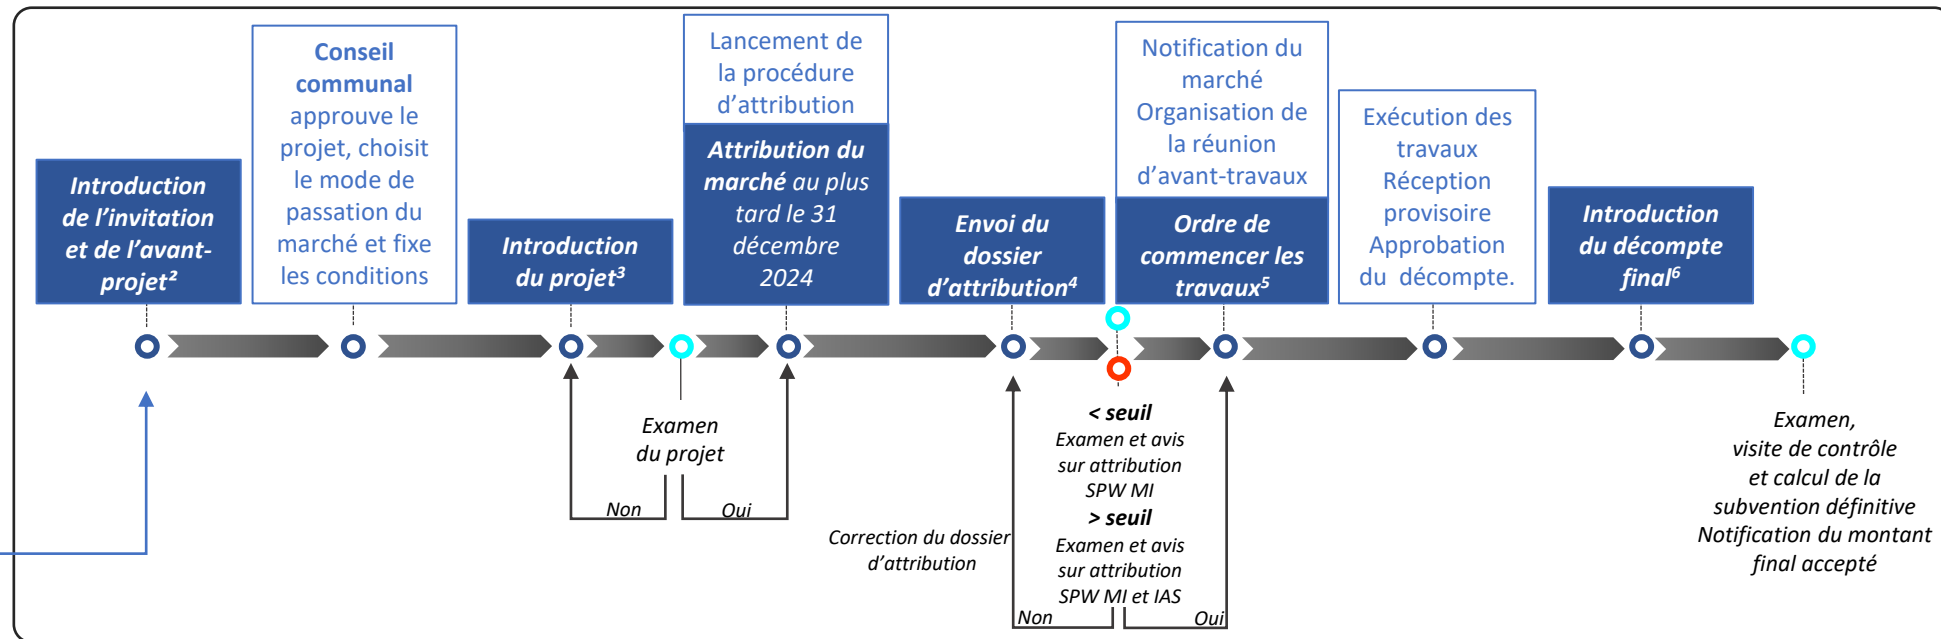 Introduction
de l'invitation
et de l'avant-
projet²
Conseil
communal
approuve le
projet, choisit
le mode de
passation du
marché et fixe
les conditions
Introduction
du projet³
Lancement de
la procédure
d'attribution
Attribution du
marché au plus
tard le 31
décembre
2024
Envoi du
dossier
d'attribution⁴
Notification du
marché
Organisation de
la réunion
d'avant-travaux
Ordre de
commencer les
travaux⁵
Exécution des
travaux
Réception
provisoire
Approbation
du décompte.
Introduction
du décompte
final⁶
Examen
du projet
Non
Oui
Correction du dossier
d'attribution
< seuil
Examen et avis
sur attribution
SPW MI
> seuil
Examen et avis
sur attribution
SPW MI et IAS
Non
Oui
Examen,
visite de contrôle
et calcul de la
subvention définitive
Notification du montant
final accepté